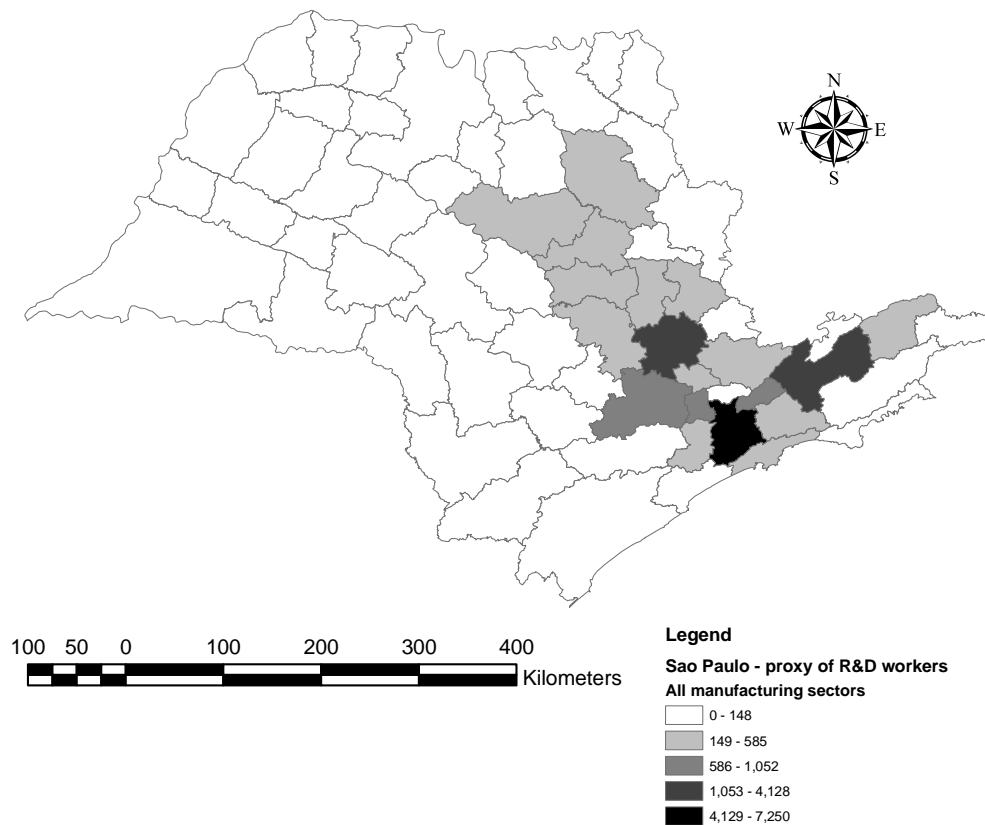 N
W E
S
100 50 0 100 200 300 400
Kilometers
Legend
Sao Paulo - proxy of R&D workers
All manufacturing sectors
0 - 148
149 - 585
586 - 1,052
1,053 - 4,128
4,129 - 7,250